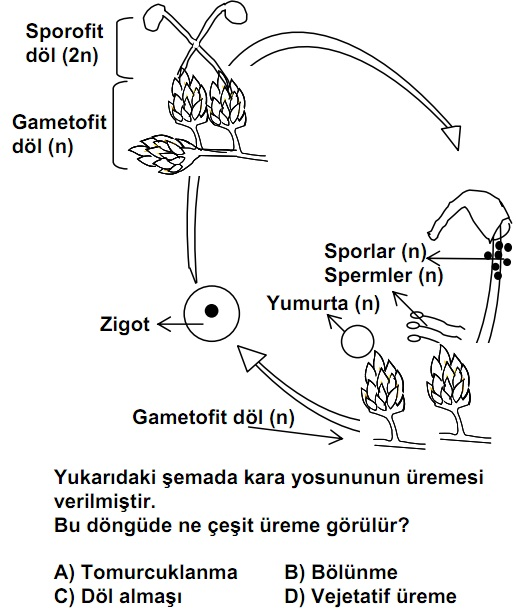 Sporofit
döl (2n)
Gametofit
döl (n)
Sporlar (n)
Spermler (n)
Yumurta (n)
Zigot
Gametofit döl (n)
Yukarıdaki şemada kara yosununun üremesi
verilmiştir.
Bu döngüde ne çeşit üreme görülür?
A) Tomurcuklanma B) Bölünme
C) Döl almaşı D) Vejetatif üreme